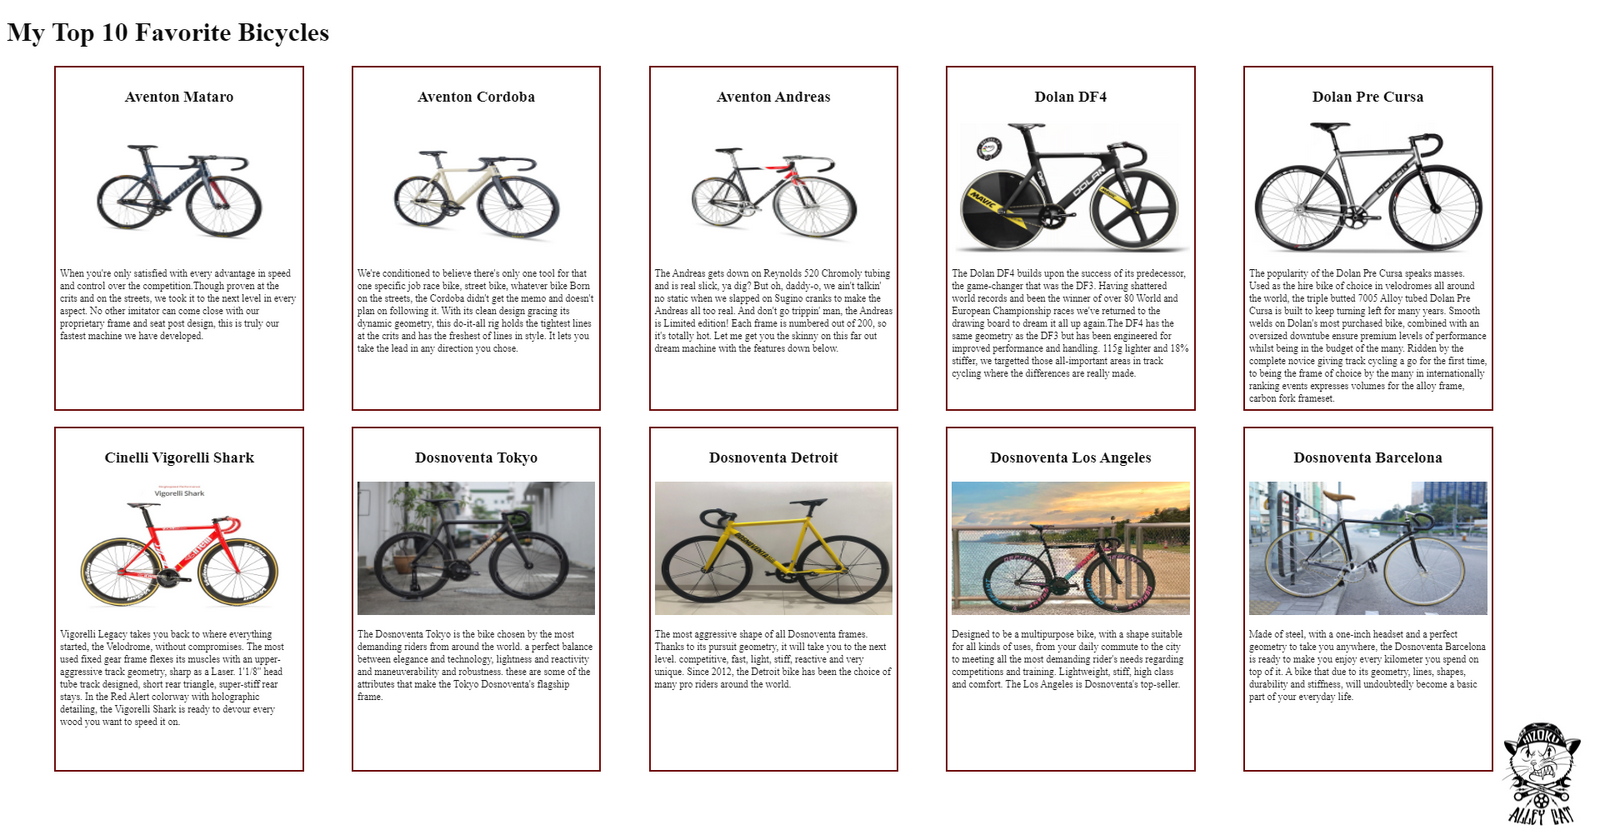 My Top 10 Favorite Bicycles
Aventon Mataro
When you're only satisfied with every advantage in speed
and control over the competition.Though proven at the
crits and on the streets, we took it to the next level in every
aspect. No other imitator can come close with our
proprietary frame and seat post design, this is truly our
fastest machine we have developed.
Aventon Cordoba
We're conditioned to believe there's only one tool for that
one specific job race bike, street bike, whatever bike Born
on the streets, the Cordoba didn't get the memo and doesn't
plan on following it. With its clean design gracing its
dynamic geometry, this do-it-all rig holds the tightest lines
at the crits and has the freshest of lines in style. It lets you
take the lead in any direction you chose.
Aventon Andreas
The Andreas gets down on Reynolds 520 Chromoly tubing
and is real slick, ya dig? But oh, daddy-o, we ain't talkin'
no static when we slapped on Sugino cranks to make the
Andreas all too real. And don't go trippin' man, the Andreas
is Limited edition! Each frame is numbered out of 200, so
it's totally hot. Let me get you the skinny on this far out
dream machine with the features down below.
Dolan DF4
MAVIC
DOLAN
The Dolan DF4 builds upon the success of its predecessor,
the game-changer that was the DF3. Having shattered
world records and been the winner of over 80 World and
European Championship races we've returned to the
drawing board to dream it all up again.The DF4 has the
same geometry as the DF3 but has been engineered for
improved performance and handling. 115g lighter and 18%
stiffer, we targetted those all-important areas in track
cycling where the differences are really made.
Dolan Pre Cursa
DOLAN
The popularity of the Dolan Pre Cursa speaks masses.
Used as the hire bike of choice in velodromes all around
the world, the triple butted 7005 Alloy tubed Dolan Pre
Cursa is built to keep turning left for many years. Smooth
welds on Dolan's most purchased bike, combined with an
oversized downtube ensure premium levels of performance
whilst being in the budget of the many. Ridden by the
complete novice giving track cycling a go for the first time,
to being the frame of choice by the many in internationally
ranking events expresses volumes for the alloy frame,
carbon fork frameset.
Cinelli Vigorelli Shark
Vigorelli Shark
Vigorelli Legacy takes you back to where everything
started, the Velodrome, without compromises. The most
used fixed gear frame flexes its muscles with an upper-
aggressive track geometry, sharp as a Laser. 1'1/8" head
tube track designed, short rear triangle, super-stiff rear
stays. In the Red Alert colorway with holographic
detailing, the Vigorelli Shark is ready to devour every
wood you want to speed it on.
Dosnoventa Tokyo
The Dosnoventa Tokyo is the bike chosen by the most
demanding riders from around the world. a perfect balance
between elegance and technology, lightness and reactivity
and maneuverability and robustness. these are some of the
attributes that make the Tokyo Dosnoventa's flagship
frame.
Dosnoventa Detroit
DOSNOVENTA
The most aggressive shape of all Dosnoventa frames.
Thanks to its pursuit geometry, it will take you to the next
level. competitive, fast, light, stiff, reactive and very
unique. Since 2012, the Detroit bike has been the choice of
many pro riders around the world.
Dosnoventa Los Angeles
Designed to be a multipurpose bike, with a shape suitable
for all kinds of uses, from your daily commute to the city
to meeting all the most demanding rider's needs regarding
competitions and training. Lightweight, stiff, high class
and comfort. The Los Angeles is Dosnoventa's top-seller.
Dosnoventa Barcelona
Made of steel, with a one-inch headset and a perfect
geometry to take you anywhere, the Dosnoventa Barcelona
is ready to make you enjoy every kilometer you spend on
top of it. A bike that due to its geometry, lines, shapes,
durability and stiffness, will undoubtedly become a basic
part of your everyday life.
HIZOKU
ALLEY CAT